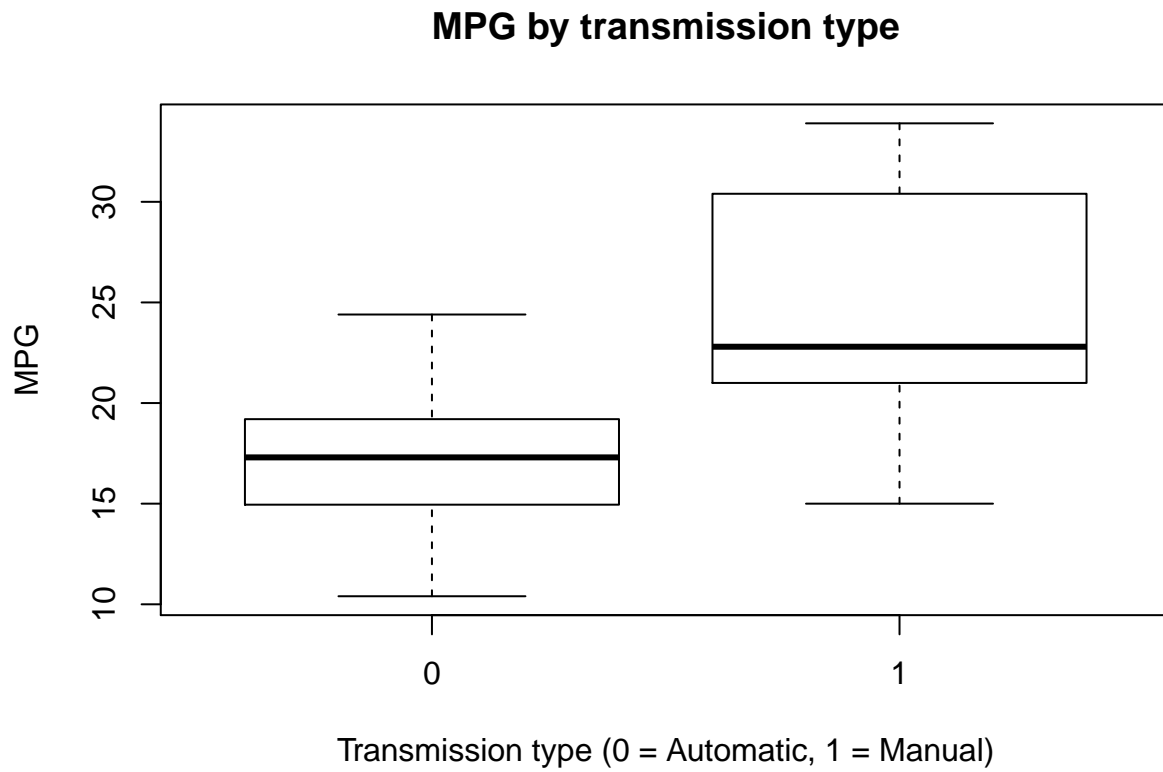 MPG by transmission type
MPG
30
25
20
15
10
0 1
Transmission type (0 = Automatic, 1 = Manual)